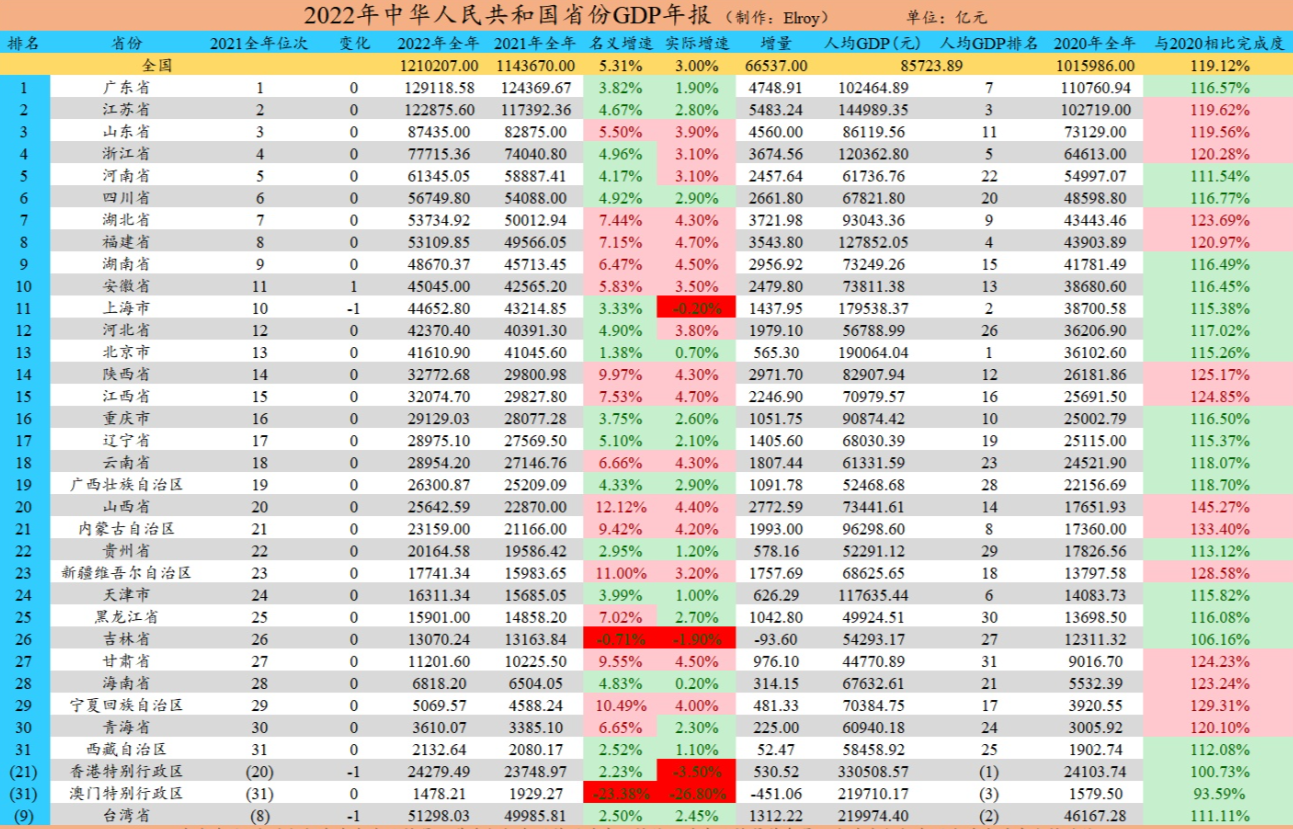 2022年中华人民共和国省份GDP年报（制作：Elroy） 单位：亿元
排名 省份 2021全年位次 变化 2022年全年 2021年全年 名义增速 实际增速 增量 人均GDP(元) 人均GDP排名 2020年全年 与2020相比完成度
全国 1210207.00 1143670.00 5.31% 3.00% 66537.00 85723.89 1015986.00 119.12%
1 广东省 1 0 129118.58 124369.67 3.82% 1.90% 4748.91 102464.89 7 110760.94 116.57%
2 江苏省 2 0 122875.60 117392.36 4.67% 2.80% 5483.24 144989.35 3 102719.00 119.62%
3 山东省 3 0 87435.00 82875.00 5.50% 3.90% 4560.00 86119.56 11 73129.00 119.56%
4 浙江省 4 0 77715.36 74040.80 4.96% 3.10% 3674.56 120362.80 5 64613.00 120.28%
5 河南省 5 0 61345.05 58887.41 4.17% 3.10% 2457.64 61736.76 22 54997.07 111.54%
6 四川省 6 0 56749.80 54088.00 4.92% 2.90% 2661.80 67821.80 20 48598.80 116.77%
7 湖北省 7 0 53734.92 50012.94 7.44% 4.30% 3721.98 93043.36 9 43443.46 123.69%
8 福建省 8 0 53109.85 49566.05 7.15% 4.70% 3543.80 127852.05 4 43903.89 120.97%
9 湖南省 9 0 48670.37 45713.45 6.47% 4.50% 2956.92 73249.26 15 41781.49 116.49%
10 安徽省 11 1 45045.00 42565.20 5.83% 3.50% 2479.80 73811.38 13 38680.60 116.45%
11 上海市 10 -1 44652.80 43214.85 3.33% -0.20% 1437.95 179538.37 2 38700.58 115.38%
12 河北省 12 0 42370.40 40391.30 4.90% 3.80% 1979.10 56788.99 26 36206.90 117.02%
13 北京市 13 0 41610.90 41045.60 1.38% 0.70% 565.30 190064.04 1 36102.60 115.26%
14 陕西省 14 0 32772.68 29800.98 9.97% 4.30% 2971.70 82907.94 12 26181.86 125.17%
15 江西省 15 0 32074.70 29827.80 7.53% 4.70% 2246.90 70979.57 16 25691.50 124.85%
16 重庆市 16 0 29129.03 28077.28 3.75% 2.60% 1051.75 90874.42 10 25002.79 116.50%
17 辽宁省 17 0 28975.10 27569.50 5.10% 2.10% 1405.60 68030.39 19 25115.00 115.37%
18 云南省 18 0 28954.20 27146.76 6.66% 4.30% 1807.44 61331.59 23 24521.90 118.07%
19 广西壮族自治区 19 0 26300.87 25209.09 4.33% 2.90% 1091.78 52468.68 28 22156.69 118.70%
20 山西省 20 0 25642.59 22870.00 12.12% 4.40% 2772.59 73441.61 14 17651.93 145.27%
21 内蒙古自治区 21 0 23159.00 21166.00 9.42% 4.20% 1993.00 96298.60 8 17360.00 133.40%
22 贵州省 22 0 20164.58 19586.42 2.95% 1.20% 578.16 52291.12 29 17826.56 113.12%
23 新疆维吾尔自治区 23 0 17741.34 15983.65 11.00% 3.20% 1757.69 68625.65 18 13797.58 128.58%
24 天津市 24 0 16311.34 15685.05 3.99% 1.00% 626.29 117635.44 6 14083.73 115.82%
25 黑龙江省 25 0 15901.00 14858.20 7.02% 2.70% 1042.80 49924.51 30 13698.50 116.08%
26 吉林省 26 0 13070.24 13163.84 -0.71% -1.90% -93.60 54293.17 27 12311.32 106.16%
27 甘肃省 27 0 11201.60 10225.50 9.55% 4.50% 976.10 44770.89 31 9016.70 124.23%
28 海南省 28 0 6818.20 6504.05 4.83% 0.20% 314.15 67632.61 21 5532.39 123.24%
29 宁夏回族自治区 29 0 5069.57 4588.24 10.49% 4.00% 481.33 70384.75 17 3920.55 129.31%
30 青海省 30 0 3610.07 3385.10 6.65% 2.30% 225.00 60940.18 24 3005.92 120.10%
31 西藏自治区 31 0 2132.64 2080.17 2.52% 1.10% 52.47 58458.92 25 1902.74 112.08%
(21) 香港特别行政区 (20) -1 24279.49 23748.97 2.23% -3.50% 530.52 330508.57 (1) 24103.74 100.73%
(31) 澳门特别行政区 (31) 0 1478.21 1929.27 -23.38% -26.80% -451.06 219710.17 (3) 1579.50 93.59%
(9) 台湾省 (8) -1 51298.03 49985.81 2.50% 2.45% 1312.22 219974.40 (2) 46167.28 111.11%